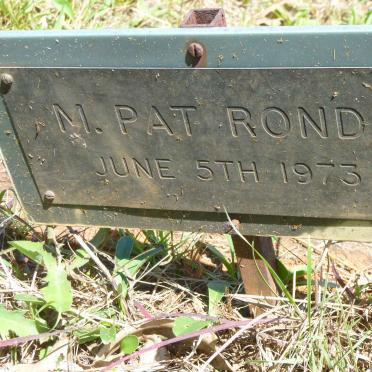 M. PAT ROND
JUNE 5TH 1973